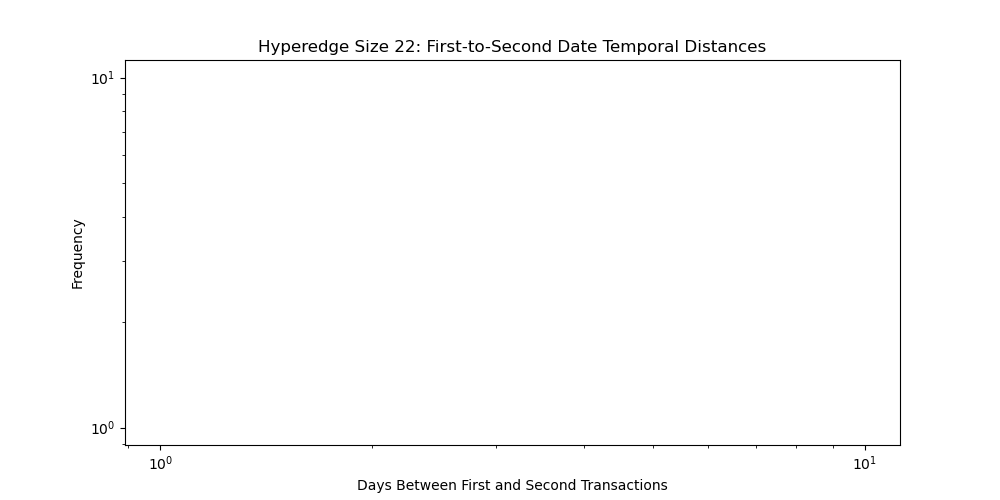 Hyperedge Size 22: First-to-Second Date Temporal Distances
10¹
Frequency
10⁰
10⁰ 10¹
Days Between First and Second Transactions